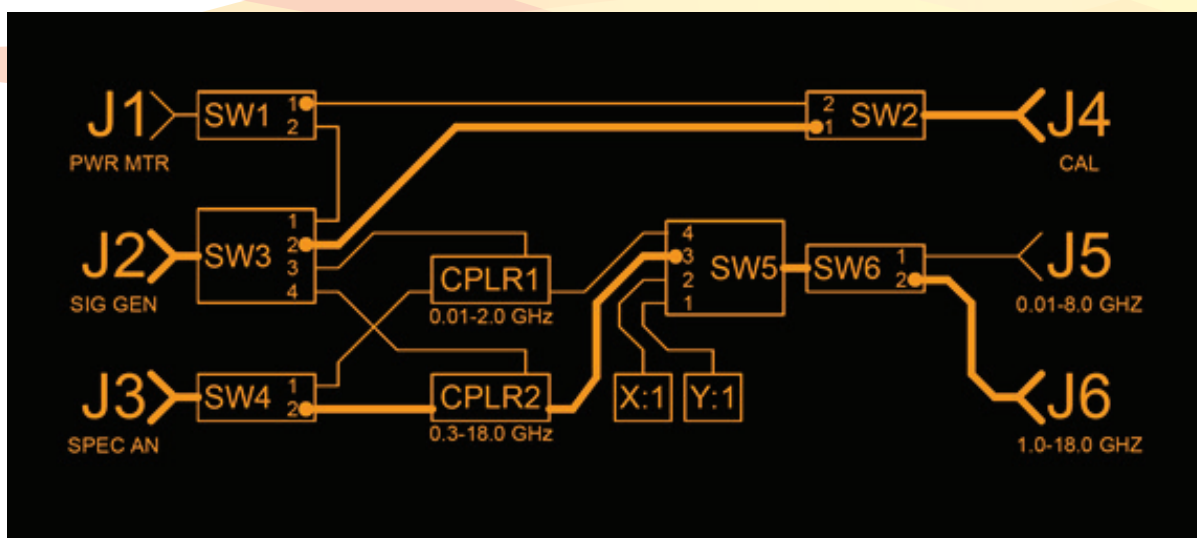 J1
PWR MTR
SW1
1
2
2
1
SW2
J4
CAL
J2
SIG GEN
SW3
1
2
3
4
CPLR1
0.01-2.0 GHz
4
3
2
1
SW5
SW6
1
2
J5
0.01-8.0 GHZ
J3
SPEC AN
SW4
1
2
CPLR2
0.3-18.0 GHz
X:1
Y:1
J6
1.0-18.0 GHZ